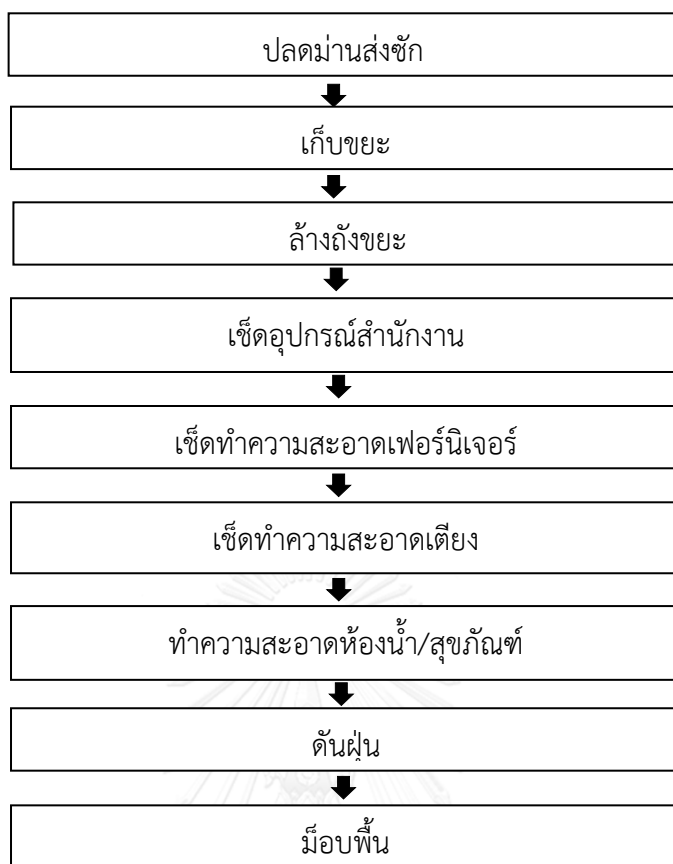 ปลดม่านส่งซัก
เก็บขยะ
ล้างถังขยะ
เช็ดอุปกรณ์สำนักงาน
เช็ดทำความสะอาดเฟอร์นิเจอร์
เช็ดทำความสะอาดเตียง
ทำความสะอาดห้องน้ำ/สุขภัณฑ์
ดันฝุ่น
ม็อบพื้น